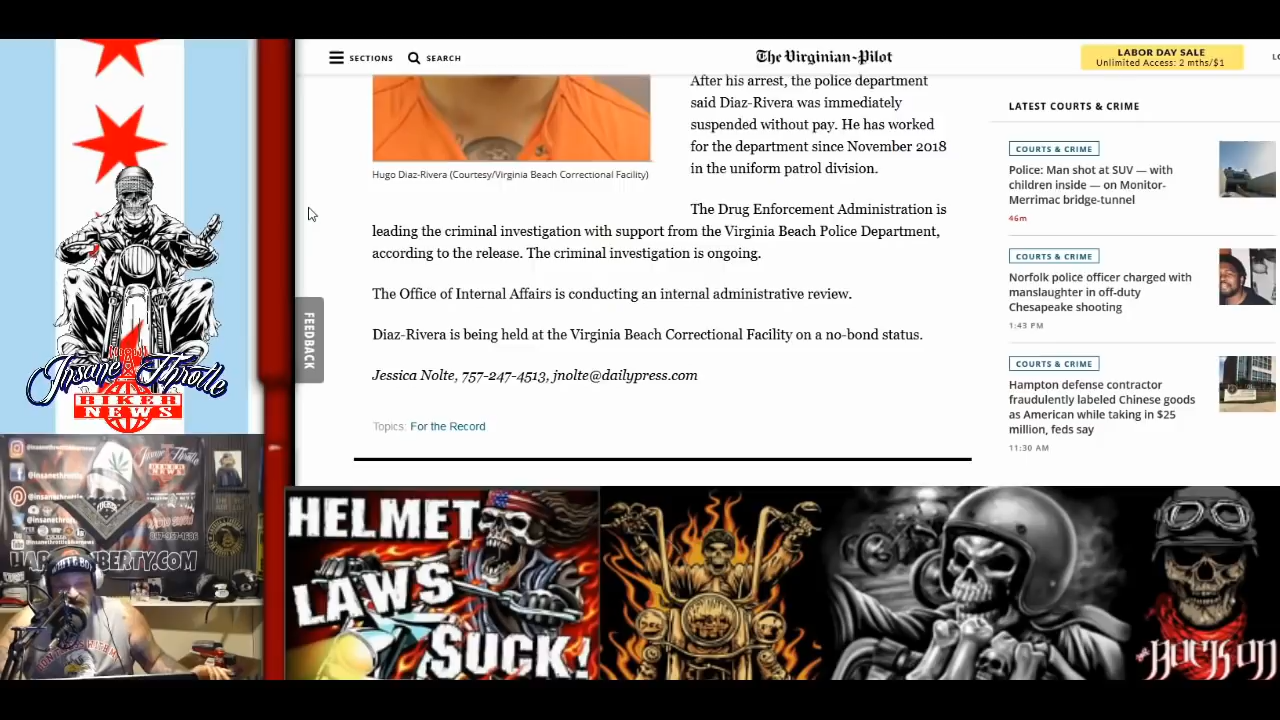 SECTIONS
SEARCH
The Virginian-Pilot
LABOR DAY SALE
Unlimited Access: 2 mths/$1
After his arrest, the police department
said Diaz-Rivera was immediately
suspended without pay. He has worked
for the department since November 2018
in the uniform patrol division.
Hugo Diaz-Rivera (Courtesy/Virginia Beach Correctional Facility)
The Drug Enforcement Administration is
leading the criminal investigation with support from the Virginia Beach Police Department,
according to the release. The criminal investigation is ongoing.
The Office of Internal Affairs is conducting an internal administrative review.
Diaz-Rivera is being held at the Virginia Beach Correctional Facility on a no-bond status.
Jessica Nolte, 757-247-4513, jnolte@dailypress.com
Topics: For the Record
FEEDBACK
LATEST COURTS & CRIME
COURTS & CRIME
Police: Man shot at SUV — with
children inside — on Monitor-
Merrimac bridge-tunnel
46m
COURTS & CRIME
Norfolk police officer charged with
manslaughter in off-duty
Chesapeake shooting
1:43 PM
COURTS & CRIME
Hampton defense contractor
fraudulently labeled Chinese goods
as American while taking in $25
million, feds say
11:30 AM
Insane Throttle
BIKER
NEWS
@insanethrottle
HELMET
LAWS
SUCK!